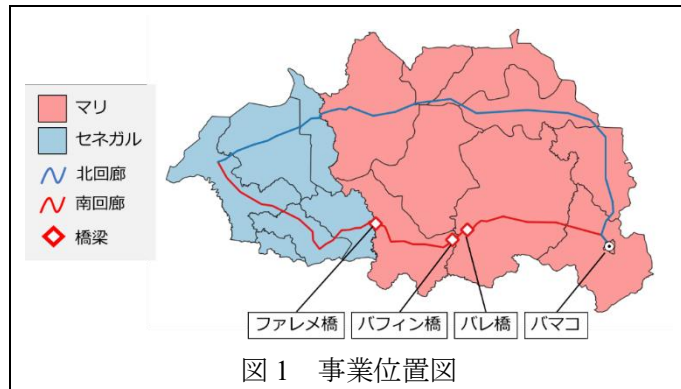 マリ
セネガル
北回廊
南回廊
橋梁
ファレメ橋
バフィン橋
バレ橋
バマコ
図 1 事業位置図